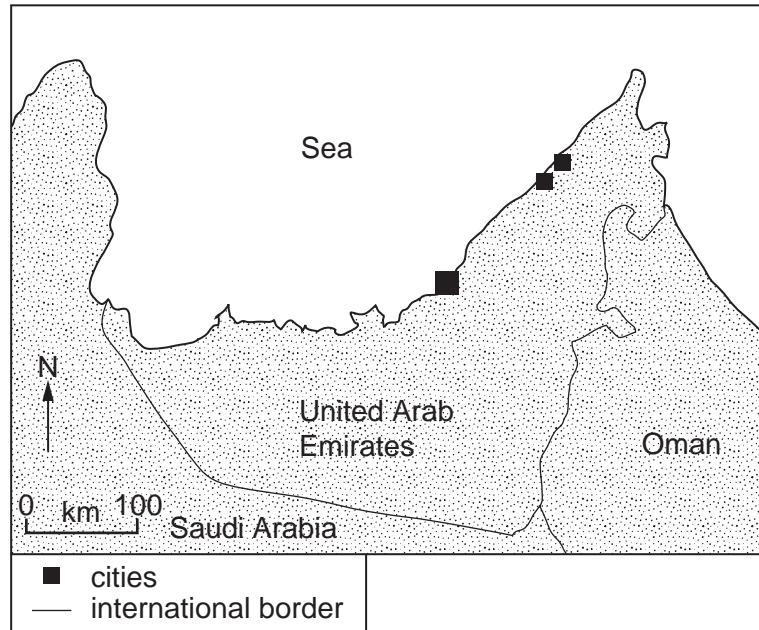 Sea
N
United Arab
Emirates
Oman
0 km 100
Saudi Arabia
cities
international border